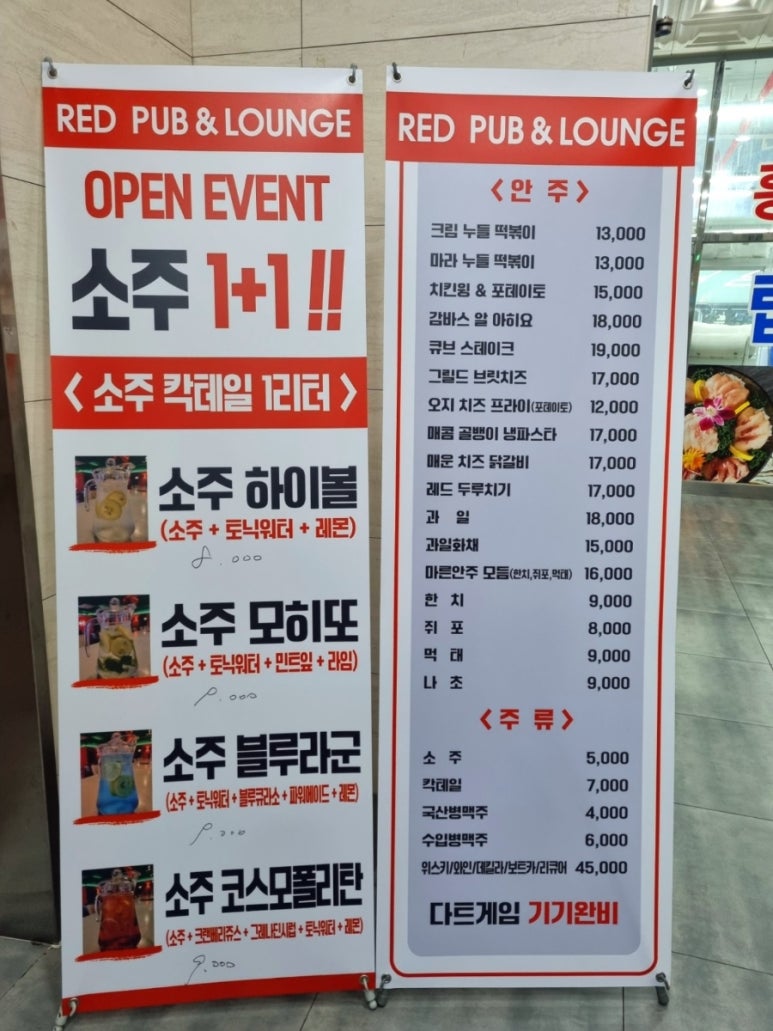 RED PUB & LOUNGE
OPEN EVENT
소주 1+1!!
< 소주 칵테일 1리터 >
소주 하이볼
(소주 + 토닉워터 + 레몬)
8.000
소주 모히또
(소주 + 토닉워터 + 민트잎 + 라임)
9.000
소주 블루라군
(소주 + 토닉워터 + 블루큐라소 + 파워에이드 + 레몬)
9.000
소주 코스모폴리탄
(소주 + 크랜베리쥬스 + 그레나딘시럽 + 토닉워터 + 레몬)
9.000
RED PUB & LOUNGE
< 안 주 >
크림 누들 떡볶이 13,000
마라 누들 떡볶이 13,000
치킨윙 & 포테이토 15,000
감바스 알 아히요 18,000
큐브 스테이크 19,000
그릴드 브릿치즈 17,000
오지 치즈 프라이(포테이토) 12,000
매콤 골뱅이 냉파스타 17,000
매운 치즈 닭갈비 17,000
레드 두루치기 17,000
과 일 18,000
과일화채 15,000
마른안주 모듬(한치,쥐포,먹태) 16,000
한 치 9,000
쥐 포 8,000
먹 태 9,000
나 초 9,000
< 주 류 >
소 주 5,000
칵테일 7,000
국산병맥주 4,000
수입병맥주 6,000
위스키/와인/데킬라/보트카/리큐어 45,000
다트게임 기기완비